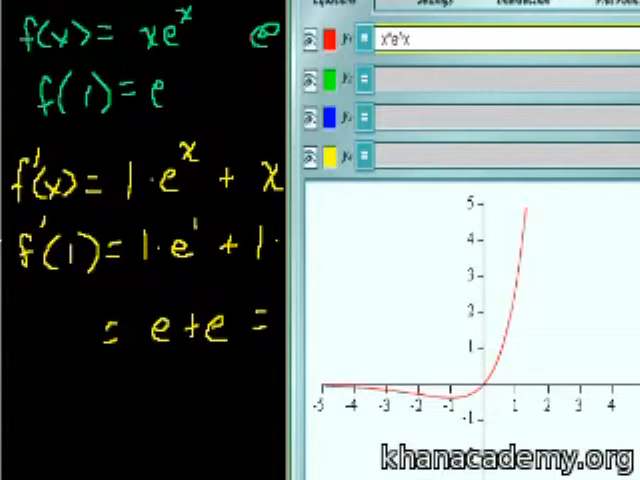 f(x) = xe^x
f(1) = e
f'(x) = 1 · e^x + x
f'(1) = 1 · e^1 + 1 ·
= e + e =
x*e^x
5
4
3
2
1
-5 -4 -3 -2 -1 1 2 3 4
-1
khanacademy.org